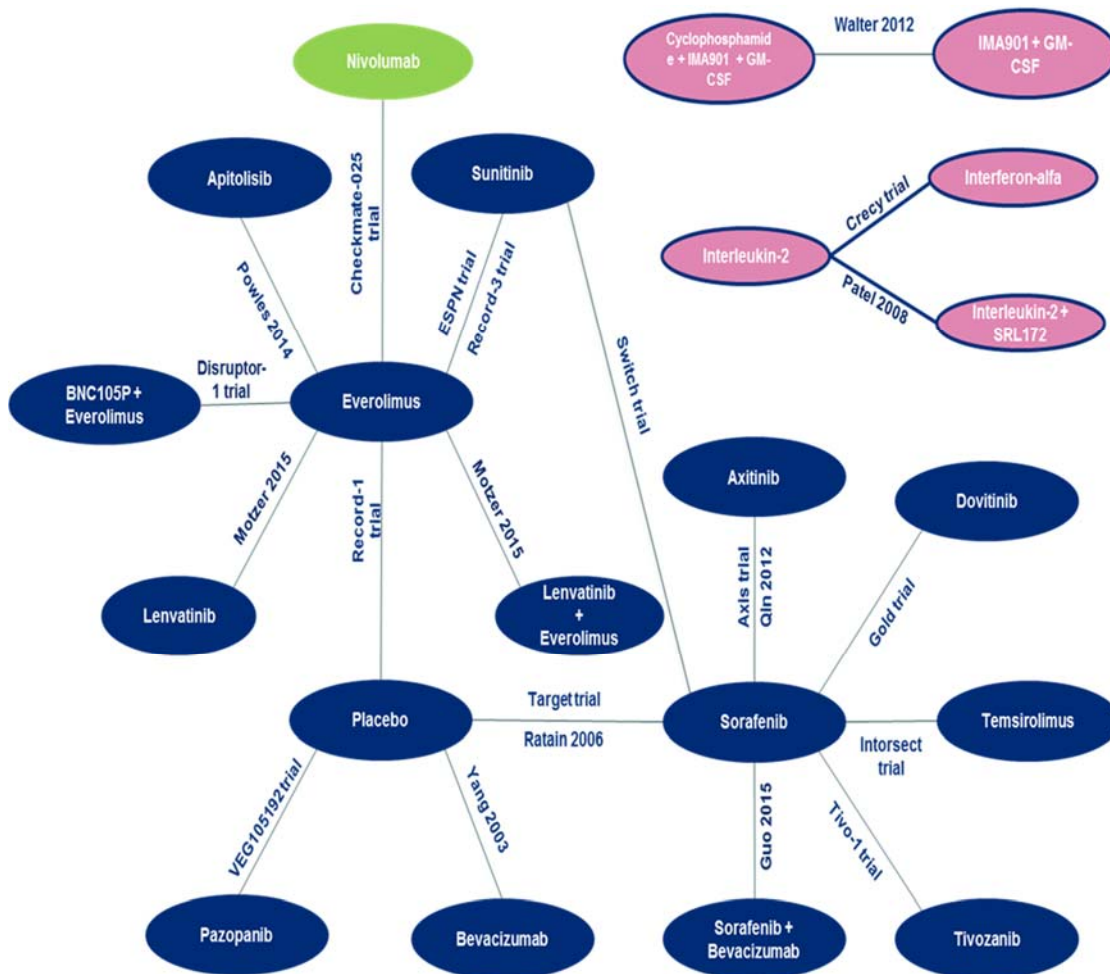 Nivolumab
Cyclophosphamid
e + IMA901 + GM-
CSF
Walter 2012
IMA901 + GM-
CSF
Apitolisib
Checkmate-025
trial
Sunitinib
Interferon-alfa
Crecy trial
Interleukin-2
Patel 2008
Interleukin-2 +
SRL172
Powles 2014
ESPN trial
Record-3 trial
Switch trial
BNC105P +
Everolimus
Disruptor-
1 trial
Everolimus
Motzer 2015
Record-1
trial
Motzer 2015
Lenvatinib
Lenvatinib
+
Everolimus
Axitinib
Dovitinib
Axis trial
QIn 2012
Gold trial
Placebo
Target trial
Ratain 2006
Sorafenib
Intorsect
trial
Temsirolimus
VEG105192 trial
Yang 2003
Guo 2015
Tivo-1 trial
Pazopanib
Bevacizumab
Sorafenib +
Bevacizumab
Tivozanib